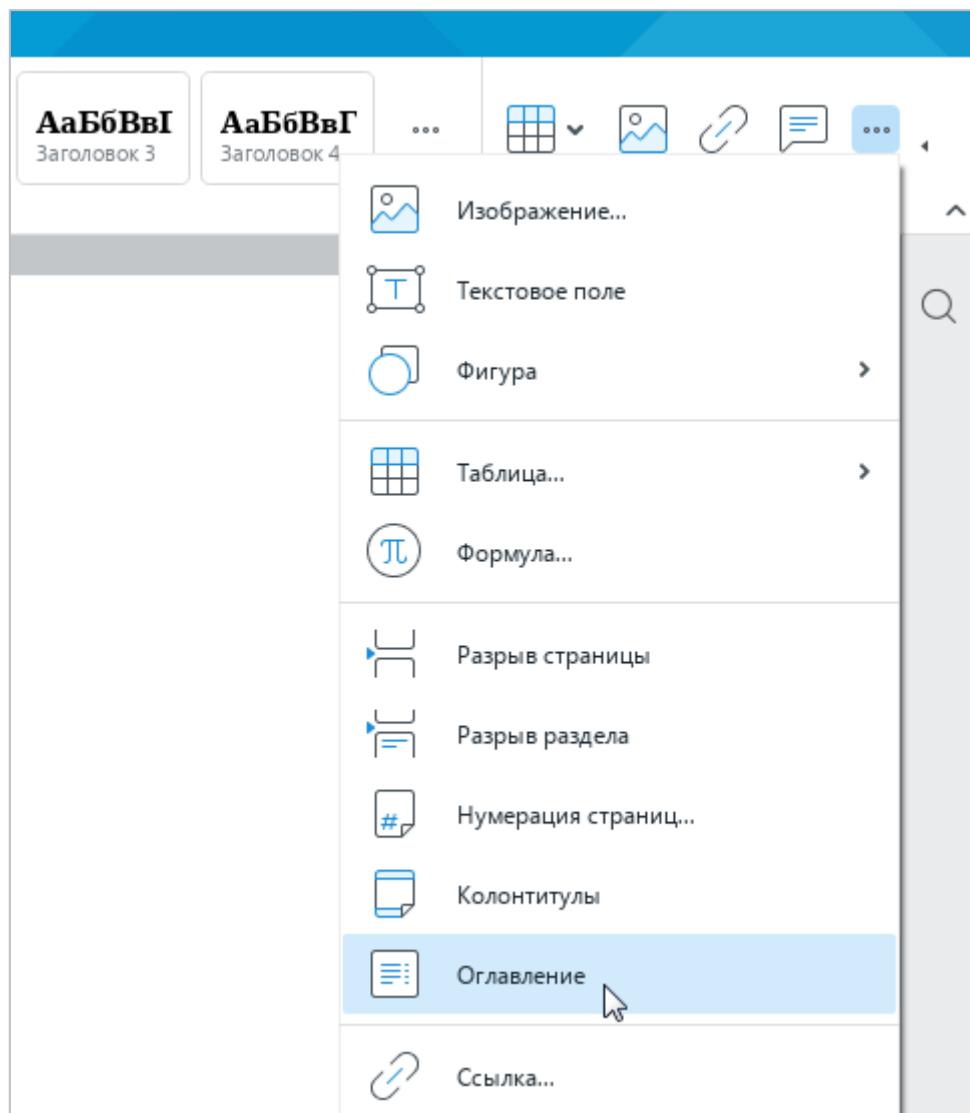 АаБбВвГ
Заголовок 3
АаБбВвГ
Заголовок 4
Изображение...
Текстовое поле
Фигура
Таблица...
Формула...
Разрыв страницы
Разрыв раздела
Нумерация страниц...
Колонтитулы
Оглавление
Ссылка...